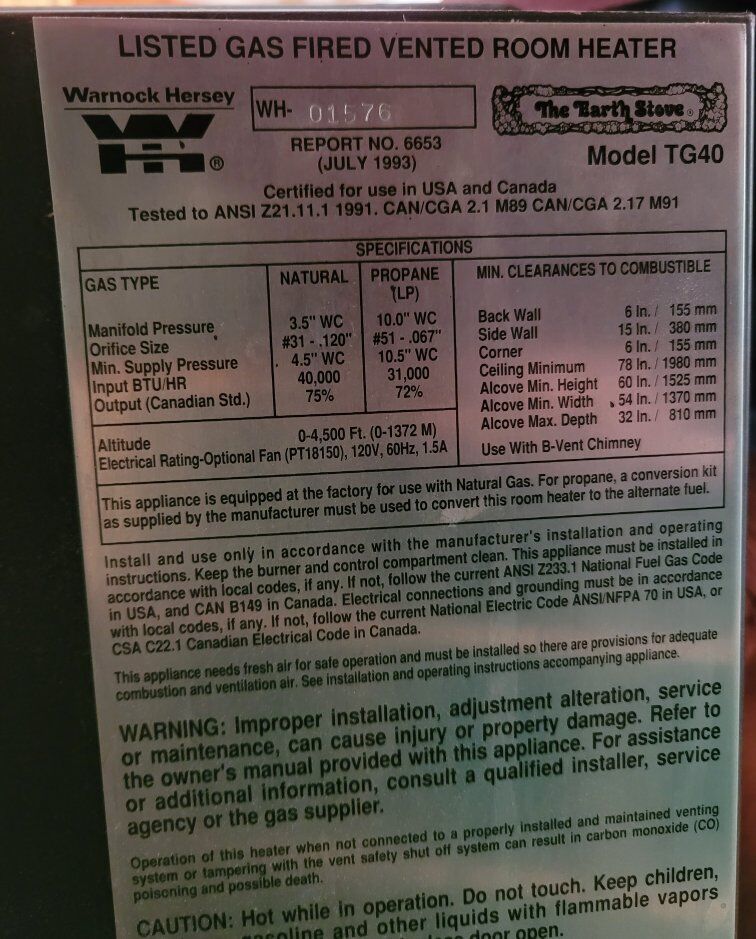 LISTED GAS FIRED VENTED ROOM HEATER
Warnock Hersey
WH- 01576
The Earth Stove ®
WH ®
REPORT NO. 6653
(JULY 1993)
Model TG40
Certified for use in USA and Canada
Tested to ANSI Z21.11.1 1991. CAN/CGA 2.1 M89 CAN/CGA 2.17 M91
SPECIFICATIONS
GAS TYPE NATURAL PROPANE (LP)
Manifold Pressure 3.5" WC 10.0" WC
Orifice Size #31 - .120" #51 - .067"
Min. Supply Pressure 4.5" WC 10.5" WC
Input BTU/HR 40,000 31,000
Output (Canadian Std.) 75% 72%
Altitude 0-4,500 Ft. (0-1372 M)
Electrical Rating-Optional Fan (PT18150), 120V, 60Hz, 1.5A
MIN. CLEARANCES TO COMBUSTIBLE
Back Wall 6 In. / 155 mm
Side Wall 15 In. / 380 mm
Corner 6 In. / 155 mm
Ceiling Minimum 78 In. / 1980 mm
Alcove Min. Height 60 In. / 1525 mm
Alcove Min. Width 54 In. / 1370 mm
Alcove Max. Depth 32 In. / 810 mm
Use With B-Vent Chimney
This appliance is equipped at the factory for use with Natural Gas. For propane, a conversion kit
as supplied by the manufacturer must be used to convert this room heater to the alternate fuel.
Install and use only in accordance with the manufacturer's installation and operating
instructions. Keep the burner and control compartment clean. This appliance must be installed in
accordance with local codes, if any. If not, follow the current ANSI Z233.1 National Fuel Gas Code
in USA, and CAN B149 in Canada. Electrical connections and grounding must be in accordance
with local codes, if any. If not, follow the current National Electric Code ANSI/NFPA 70 in USA, or
CSA C22.1 Canadian Electrical Code in Canada.
This appliance needs fresh air for safe operation and must be installed so there are provisions for adequate
combustion and ventilation air. See installation and operating instructions accompanying appliance.
WARNING: Improper installation, adjustment alteration, service
or maintenance, can cause injury or property damage. Refer to
the owner's manual provided with this appliance. For assistance
or additional information, consult a qualified installer, service
agency or the gas supplier.
Operation of this heater when not connected to a properly installed and maintained venting
system or tampering with the vent safety shut off system can result in carbon monoxide (CO)
poisoning and possible death.
CAUTION: Hot while in operation. Do not touch. Keep children,
gasoline and other liquids with flammable vapors
door open.